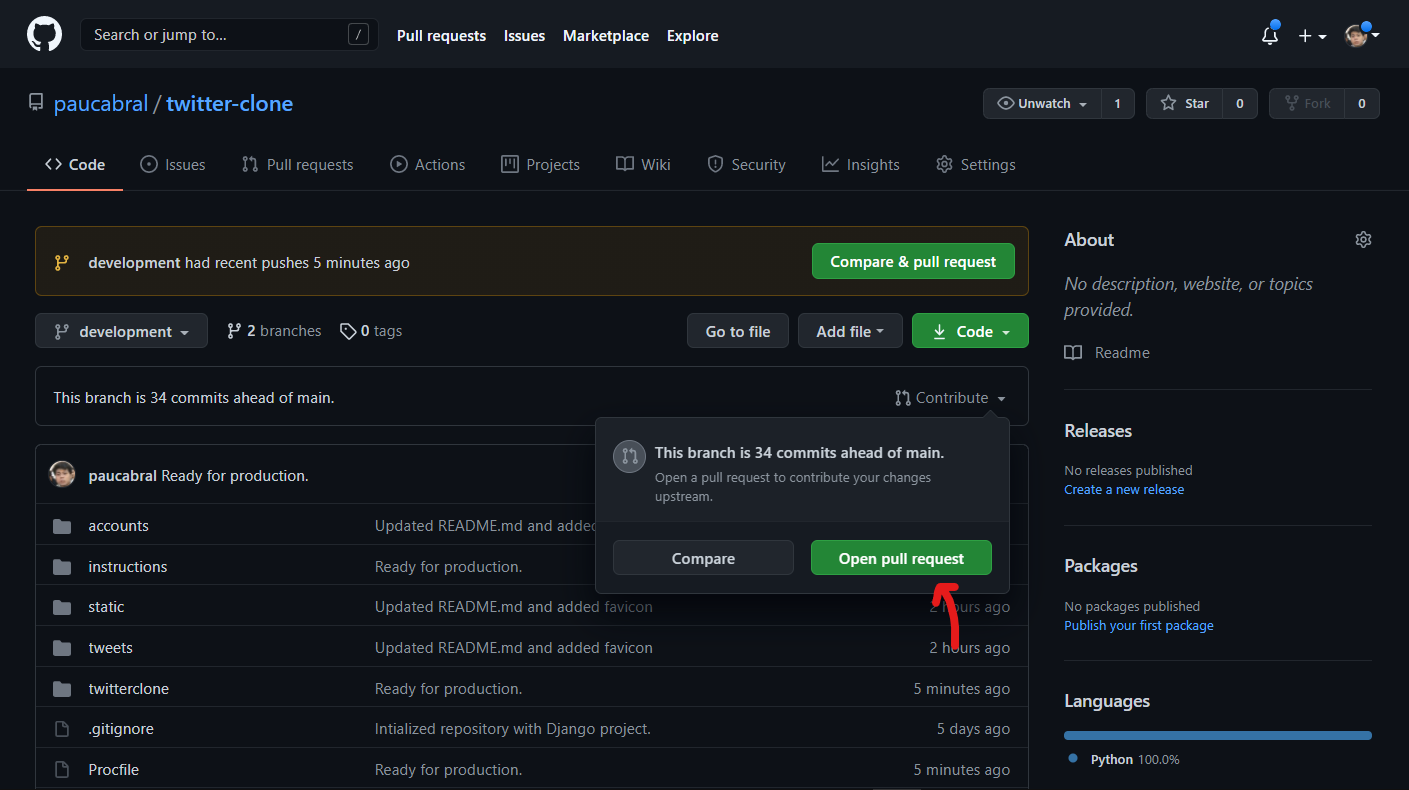 Search or jump to... /
Pull requests Issues Marketplace Explore
paucabral / twitter-clone
Unwatch 1 Star 0 Fork 0
Code Issues Pull requests Actions Projects Wiki Security Insights Settings
development had recent pushes 5 minutes ago
Compare & pull request
development 2 branches 0 tags
Go to file Add file Code
This branch is 34 commits ahead of main.
Contribute
This branch is 34 commits ahead of main.
Open a pull request to contribute your changes
upstream.
Compare Open pull request
paucabral Ready for production.
accounts Updated README.md and added
instructions Ready for production.
static Updated README.md and added favicon 2 hours ago
tweets Updated README.md and added favicon 2 hours ago
twitterclone Ready for production. 5 minutes ago
.gitignore Intialized repository with Django project. 5 days ago
Procfile Ready for production. 5 minutes ago
About
No description, website, or topics
provided.
Readme
Releases
No releases published
Create a new release
Packages
No packages published
Publish your first package
Languages
Python 100.0%